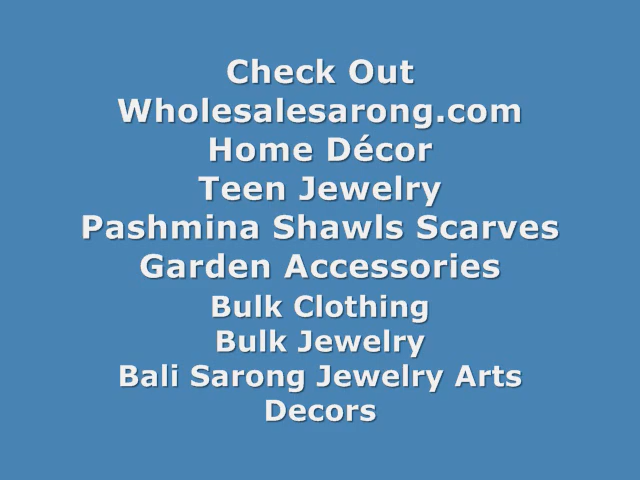 Check Out
Wholesalesarong.com
Home Décor
Teen Jewelry
Pashmina Shawls Scarves
Garden Accessories
Bulk Clothing
Bulk Jewelry
Bali Sarong Jewelry Arts
Decors